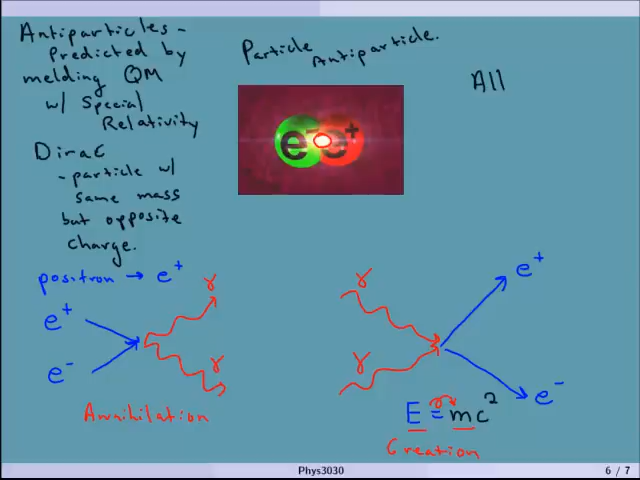 Antiparticles -
Predicted by
melding QM
w/ Special
Relativity
Dirac
- particle w/
same mass
but opposite
charge.
positron → e⁺
Particle Antiparticle.
e⁻ e⁺
All
e⁺
e⁻
γ
γ
Annihilation
γ
γ
e⁺
e⁻
E = mc²
Creation
Phys3030
6 / 7